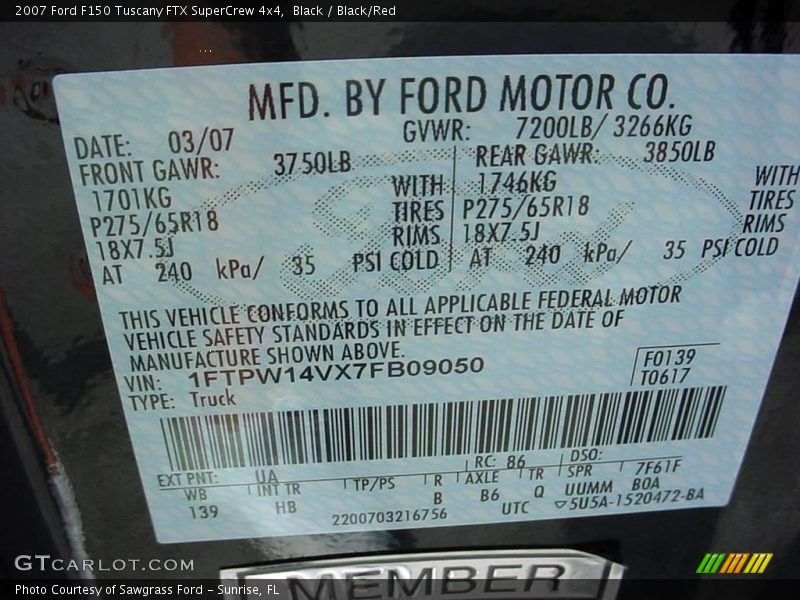 2007 Ford F150 Tuscany FTX SuperCrew 4x4, Black / Black/Red
MFD. BY FORD MOTOR CO.
DATE: 03/07 GVWR: 7200LB/ 3266KG
FRONT GAWR: 3750LB REAR GAWR: 3850LB
1701KG WITH 1746KG WITH
P275/65R18 TIRES P275/65R18 TIRES
18X7.5J RIMS 18X7.5J RIMS
AT 240 kPa/ 35 PSI COLD AT 240 kPa/ 35 PSI COLD
THIS VEHICLE CONFORMS TO ALL APPLICABLE FEDERAL MOTOR
VEHICLE SAFETY STANDARDS IN EFFECT ON THE DATE OF
MANUFACTURE SHOWN ABOVE.
VIN: 1FTPW14VX7FB09050 F0139
TYPE: Truck T0617
EXT PNT: UA RC: 86 DSO:
WB INT TR TP/PS R AXLE TR SPR 7F61F
139 HB B B6 Q UUMM BOA
2200703216756 UTC 5U5A-1520472-BA
MEMBER
GTCARLOT.COM
Photo Courtesy of Sawgrass Ford - Sunrise, FL